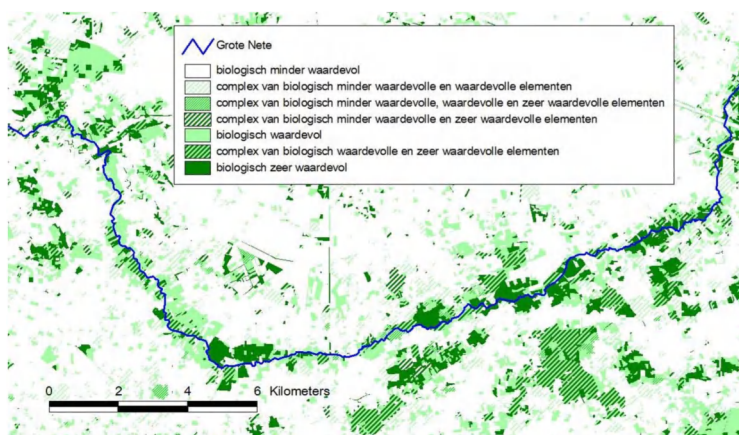 Grote Nete
biologisch minder waardevol
complex van biologisch minder waardevolle en waardevolle elementen
complex van biologisch minder waardevolle, waardevolle en zeer waardevolle elementen
complex van biologisch minder waardevolle en zeer waardevolle elementen
biologisch waardevol
complex van biologisch waardevolle en zeer waardevolle elementen
biologisch zeer waardevol
0 2 4 6 Kilometers